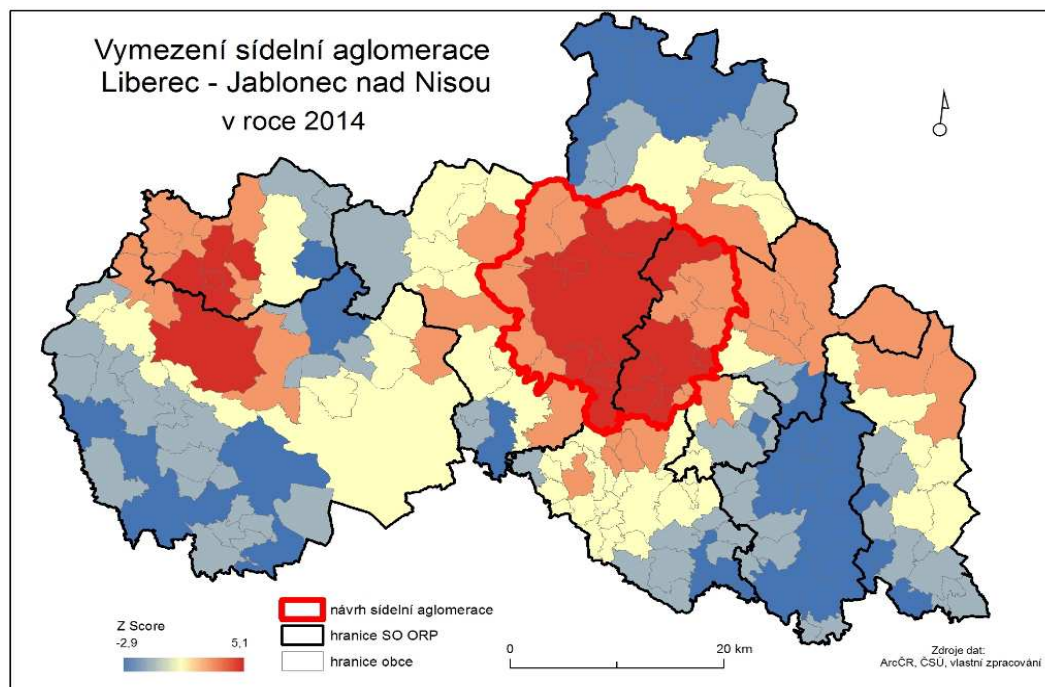 Vymezení sídelní aglomerace
Liberec - Jablonec nad Nisou
v roce 2014
Z Score
-2,9 5,1
návrh sídelní aglomerace
hranice SO ORP
hranice obce
0 20 km
Zdroje dat:
ArcČR, ČSÚ, vlastní zpracování